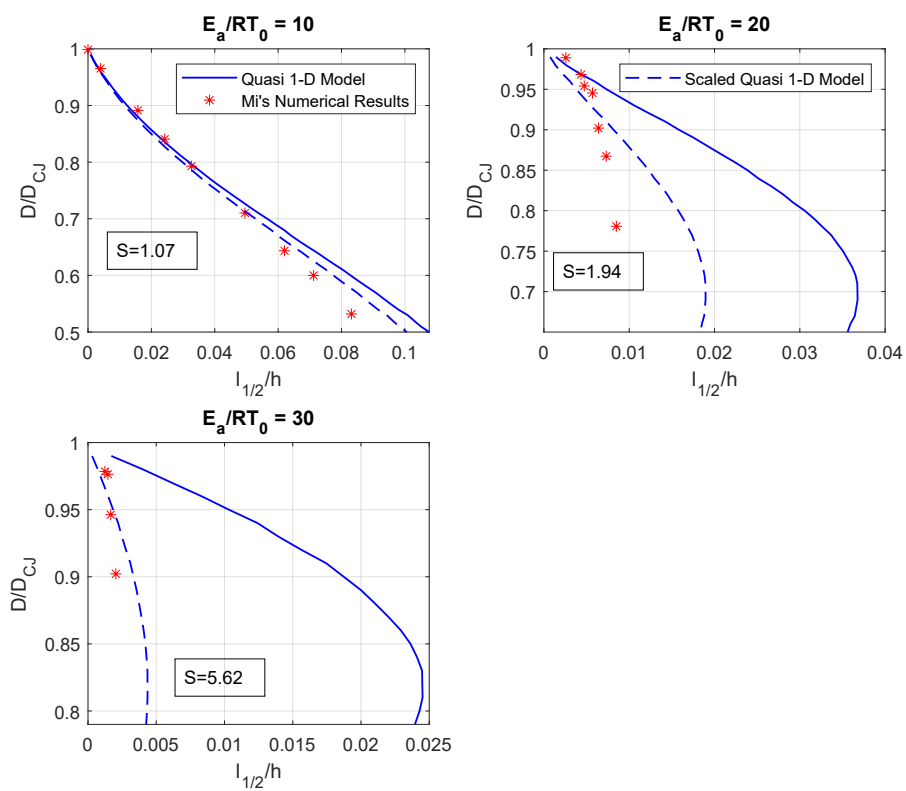 E_a/RT_0 = 10
1
0.9
0.8
0.7
0.6
0.5
D/D_CJ
Quasi 1-D Model
Mi's Numerical Results
S=1.07
0 0.02 0.04 0.06 0.08 0.1
l_1/2/h
E_a/RT_0 = 20
1
0.95
0.9
0.85
0.8
0.75
0.7
D/D_CJ
Scaled Quasi 1-D Model
S=1.94
0 0.01 0.02 0.03 0.04
l_1/2/h
E_a/RT_0 = 30
1
0.95
0.9
0.85
0.8
D/D_CJ
S=5.62
0 0.005 0.01 0.015 0.02 0.025
l_1/2/h